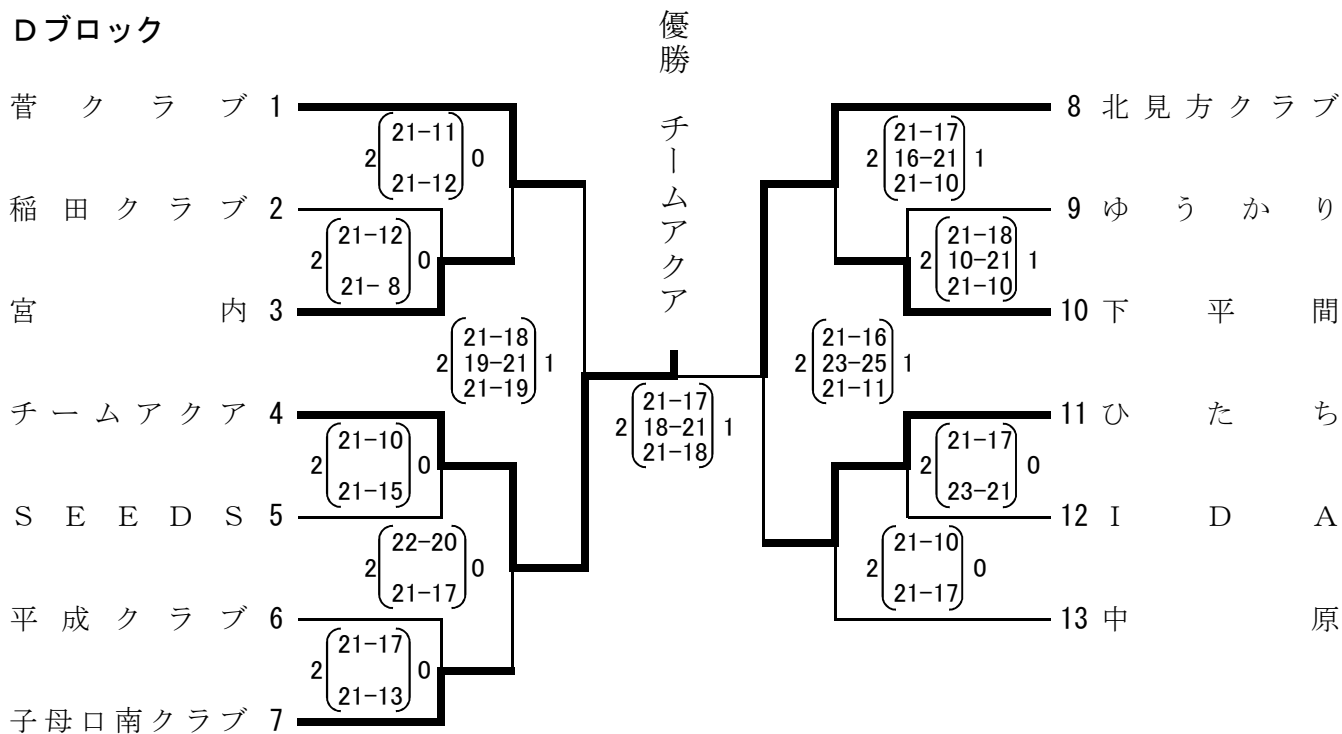 Dブロック
優勝 チームアクア
菅クラブ 1
2 21-11 0
21-12
稲田クラブ 2
2 21-12 0
21- 8
宮内 3
21-18
2 19-21 1
21-19
チームアクア 4
2 21-10 0
21-15
SEEDS 5
2 22-20 0
21-17
平成クラブ 6
2 21-17 0
21-13
子母口南クラブ 7
21-17
2 18-21 1
21-18
8 北見方クラブ
21-17
2 16-21 1
21-10
9 ゆうかり
21-18
2 10-21 1
21-10
10 下平間
21-16
2 23-25 1
21-11
11 ひたち
2 21-17 0
23-21
12 IDA
2 21-10 0
21-17
13 中原